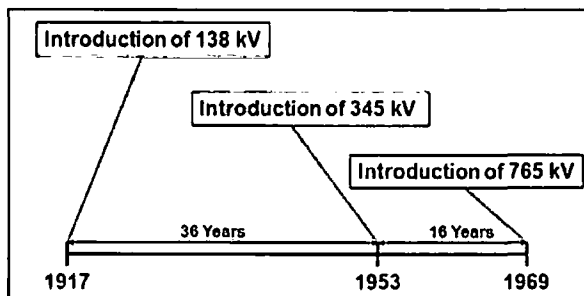 Introduction of 138 kV
Introduction of 345 kV
Introduction of 765 kV
36 Years
16 Years
1917
1953
1969